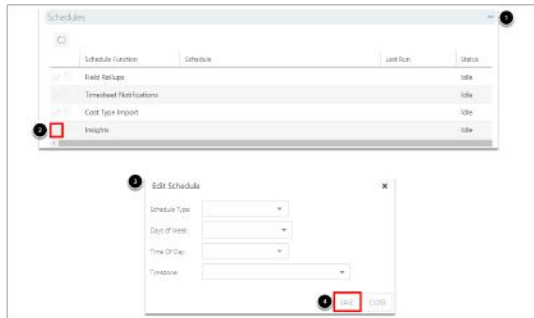 Schedules
1
Schedule Function Schedule Last Run Status
Field Rollups Idle
Timesheet Notifications Idle
Cost Type Import Idle
2 Insights Idle
3 Edit Schedule
Schedule Type:
Days of Week:
Time Of Day:
Timezone:
4 SAVE CLOSE